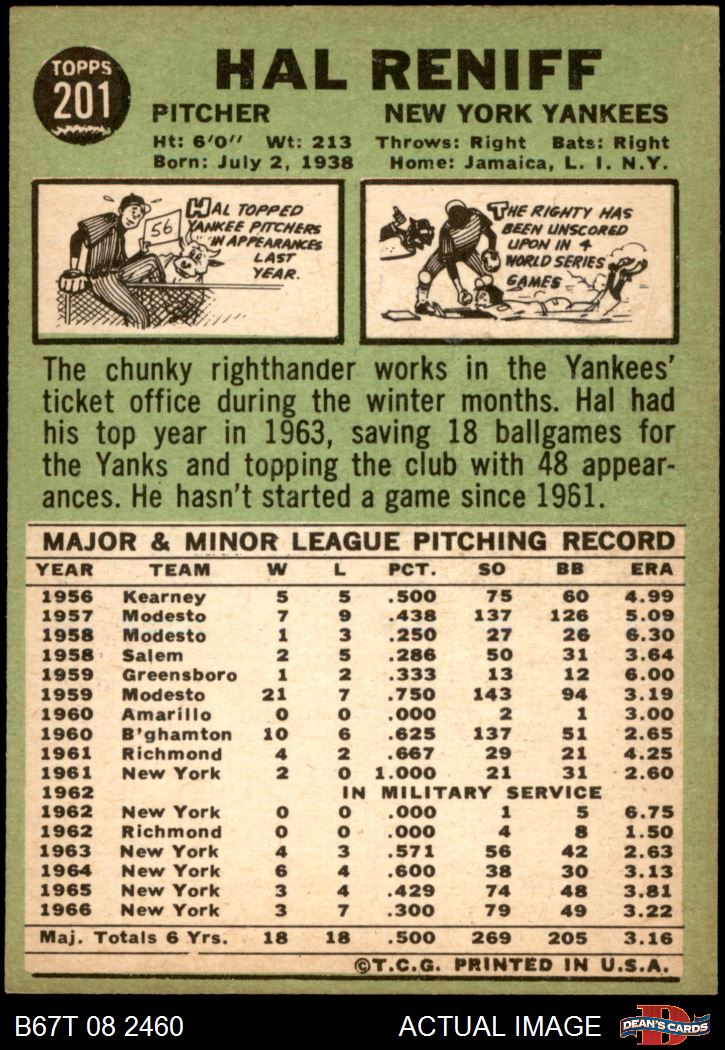 TOPPS
201
HAL RENIFF
PITCHER NEW YORK YANKEES
Ht: 6'0" Wt: 213 Throws: Right Bats: Right
Born: July 2, 1938 Home: Jamaica, L. I. N.Y.
56
HAL TOPPED
YANKEE PITCHERS
IN APPEARANCES
LAST
YEAR.
THE RIGHTY HAS
BEEN UNSCORED
UPON IN 4
WORLD SERIES
GAMES
The chunky righthander works in the Yankees'
ticket office during the winter months. Hal had
his top year in 1963, saving 18 ballgames for
the Yanks and topping the club with 48 appear-
ances. He hasn't started a game since 1961.
MAJOR & MINOR LEAGUE PITCHING RECORD
YEAR TEAM W L PCT. SO BB ERA
1956 Kearney 5 5 .500 75 60 4.99
1957 Modesto 7 9 .438 137 126 5.09
1958 Modesto 1 3 .250 27 26 6.30
1958 Salem 2 5 .286 50 31 3.64
1959 Greensboro 1 2 .333 13 12 6.00
1959 Modesto 21 7 .750 143 94 3.19
1960 Amarillo 0 0 .000 2 1 3.00
1960 B'ghamton 10 6 .625 137 51 2.65
1961 Richmond 4 2 .667 29 21 4.25
1961 New York 2 0 1.000 21 31 2.60
1962 IN MILITARY SERVICE
1962 New York 0 0 .000 1 5 6.75
1962 Richmond 0 0 .000 4 8 1.50
1963 New York 4 3 .571 56 42 2.63
1964 New York 6 4 .600 38 30 3.13
1965 New York 3 4 .429 74 48 3.81
1966 New York 3 7 .300 79 49 3.22
Maj. Totals 6 Yrs. 18 18 .500 269 205 3.16
©T.C.G. PRINTED IN U.S.A.
B67T 08 2460 ACTUAL IMAGE
D
DEAN'S CARDS